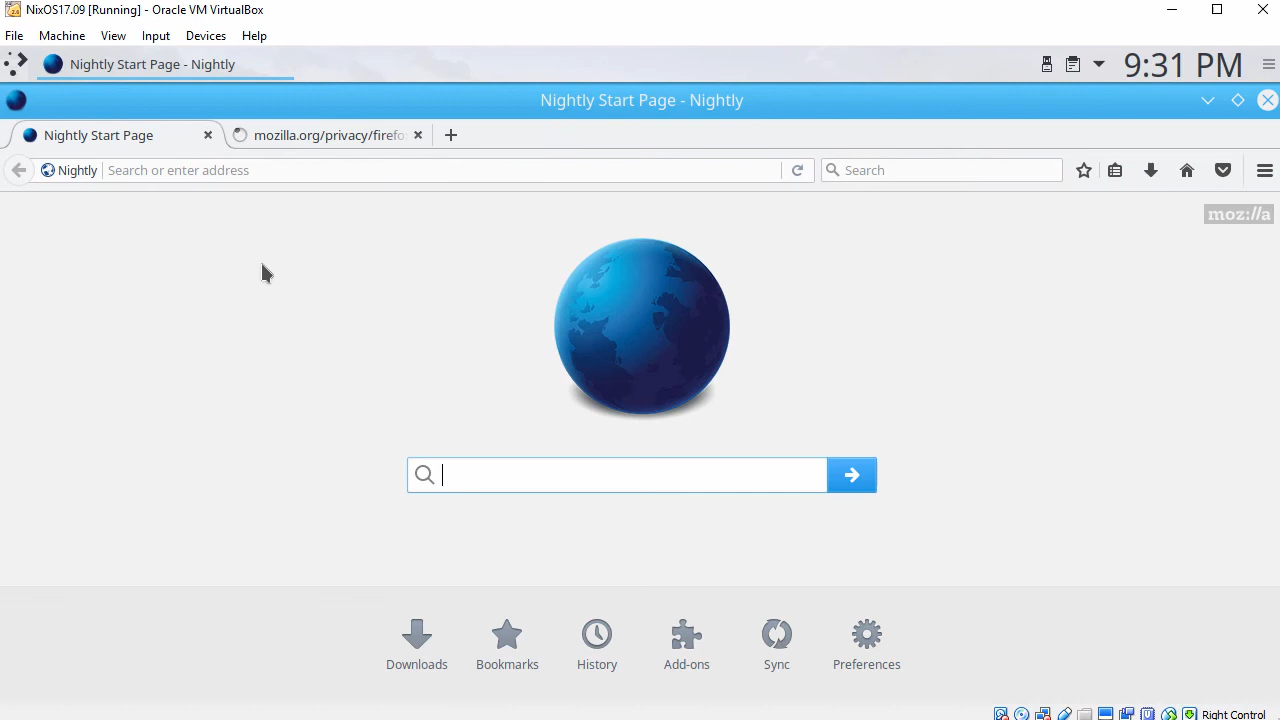 NixOS17.09 [Running] - Oracle VM VirtualBox
File Machine View Input Devices Help
Nightly Start Page - Nightly
9:31 PM
Nightly Start Page - Nightly
Nightly Start Page
mozilla.org/privacy/firefo
Nightly
Search or enter address
Search
moz://a
Downloads Bookmarks History Add-ons Sync Preferences
Right Control